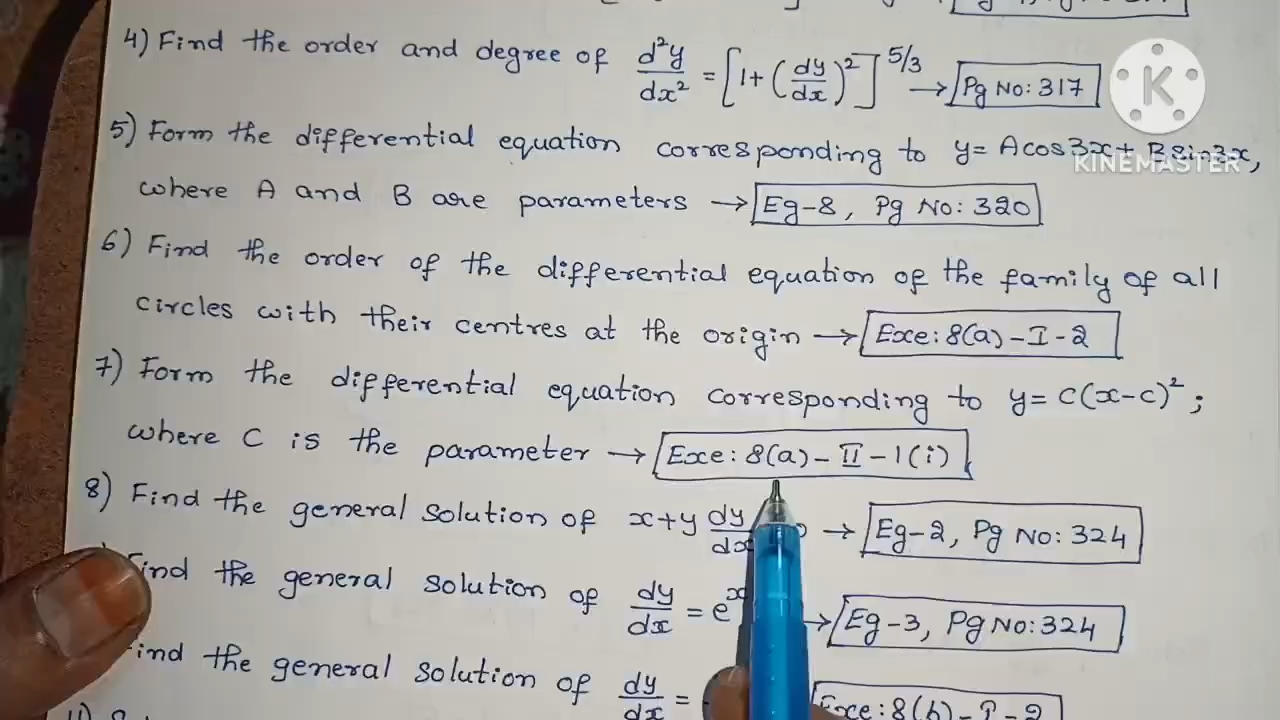 4) Find the order and degree of d²y/dx² = [1+(dy/dx)²]^5/3 → Pg No: 317
K
5) Form the differential equation corresponding to y= Acos3x+ Bsin3x,
KINEMASTER
where A and B are parameters → Eg-8, Pg No: 320
6) Find the order of the differential equation of the family of all
circles with their centres at the origin → Exe: 8(a)-I-2
7) Form the differential equation corresponding to y= c(x-c)²;
where C is the parameter → Exe: 8(a)-II-1(i)
8) Find the general solution of x+y dy/dx → Eg-2, Pg No: 324
Find the general solution of dy/dx = e^x → Eg-3, Pg No: 324
Find the general solution of dy/dx = Exe: 8(b)-I-2